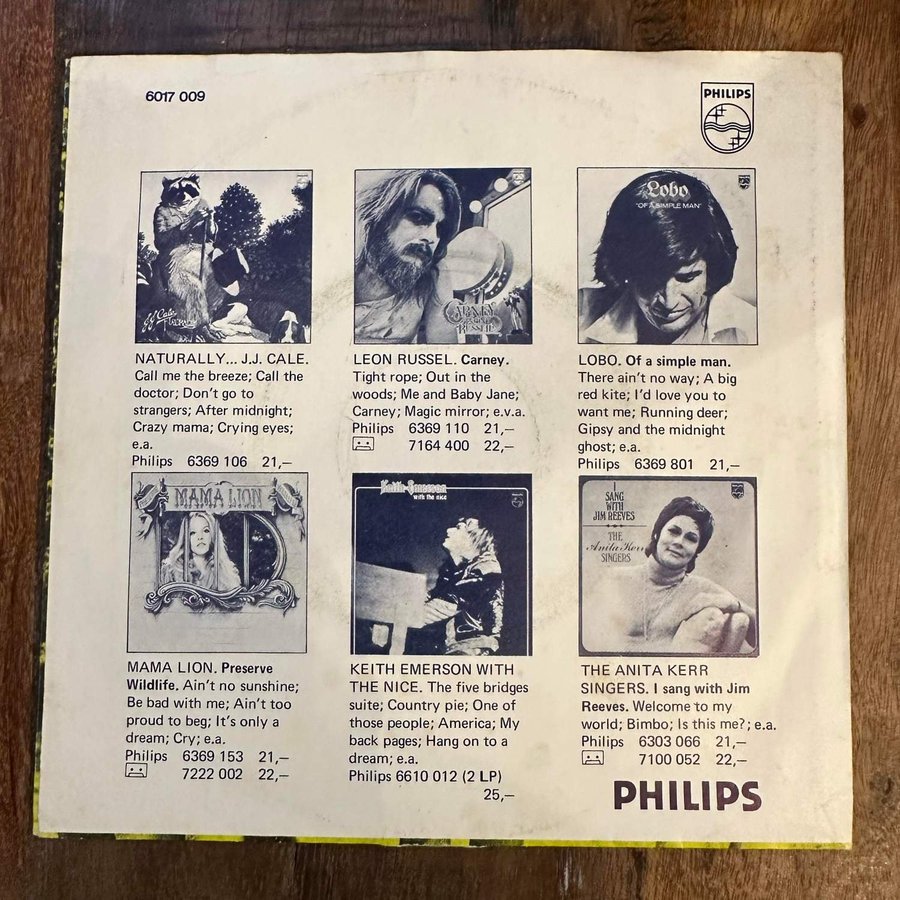 6017 009
PHILIPS
J.J. Cale
NATURALLY... J.J. CALE.
Call me the breeze; Call the
doctor; Don't go to
strangers; After midnight;
Crazy mama; Crying eyes;
e.a.
Philips 6369 106 21,—
CARNEY
LEON RUSSELL
LEON RUSSEL. Carney.
Tight rope; Out in the
woods; Me and Baby Jane;
Carney; Magic mirror; e.v.a.
Philips 6369 110 21,—
7164 400 22,—
Lobo
"OF A SIMPLE MAN"
LOBO. Of a simple man.
There ain't no way; A big
red kite; I'd love you to
want me; Running deer;
Gipsy and the midnight
ghost; e.a.
Philips 6369 801 21,—
MAMA LION
MAMA LION. Preserve
Wildlife. Ain't no sunshine;
Be bad with me; Ain't too
proud to beg; It's only a
dream; Cry; e.a.
Philips 6369 153 21,—
7222 002 22,—
Keith Emerson
with the nice
KEITH EMERSON WITH
THE NICE. The five bridges
suite; Country pie; One of
those people; America; My
back pages; Hang on to a
dream; e.a.
Philips 6610 012 (2 LP)
25,—
I
SANG
WITH
JIM REEVES
THE
Anita Kerr
SINGERS
THE ANITA KERR
SINGERS. I sang with Jim
Reeves. Welcome to my
world; Bimbo; Is this me?; e.a.
Philips 6303 066 21,—
7100 052 22,—
PHILIPS